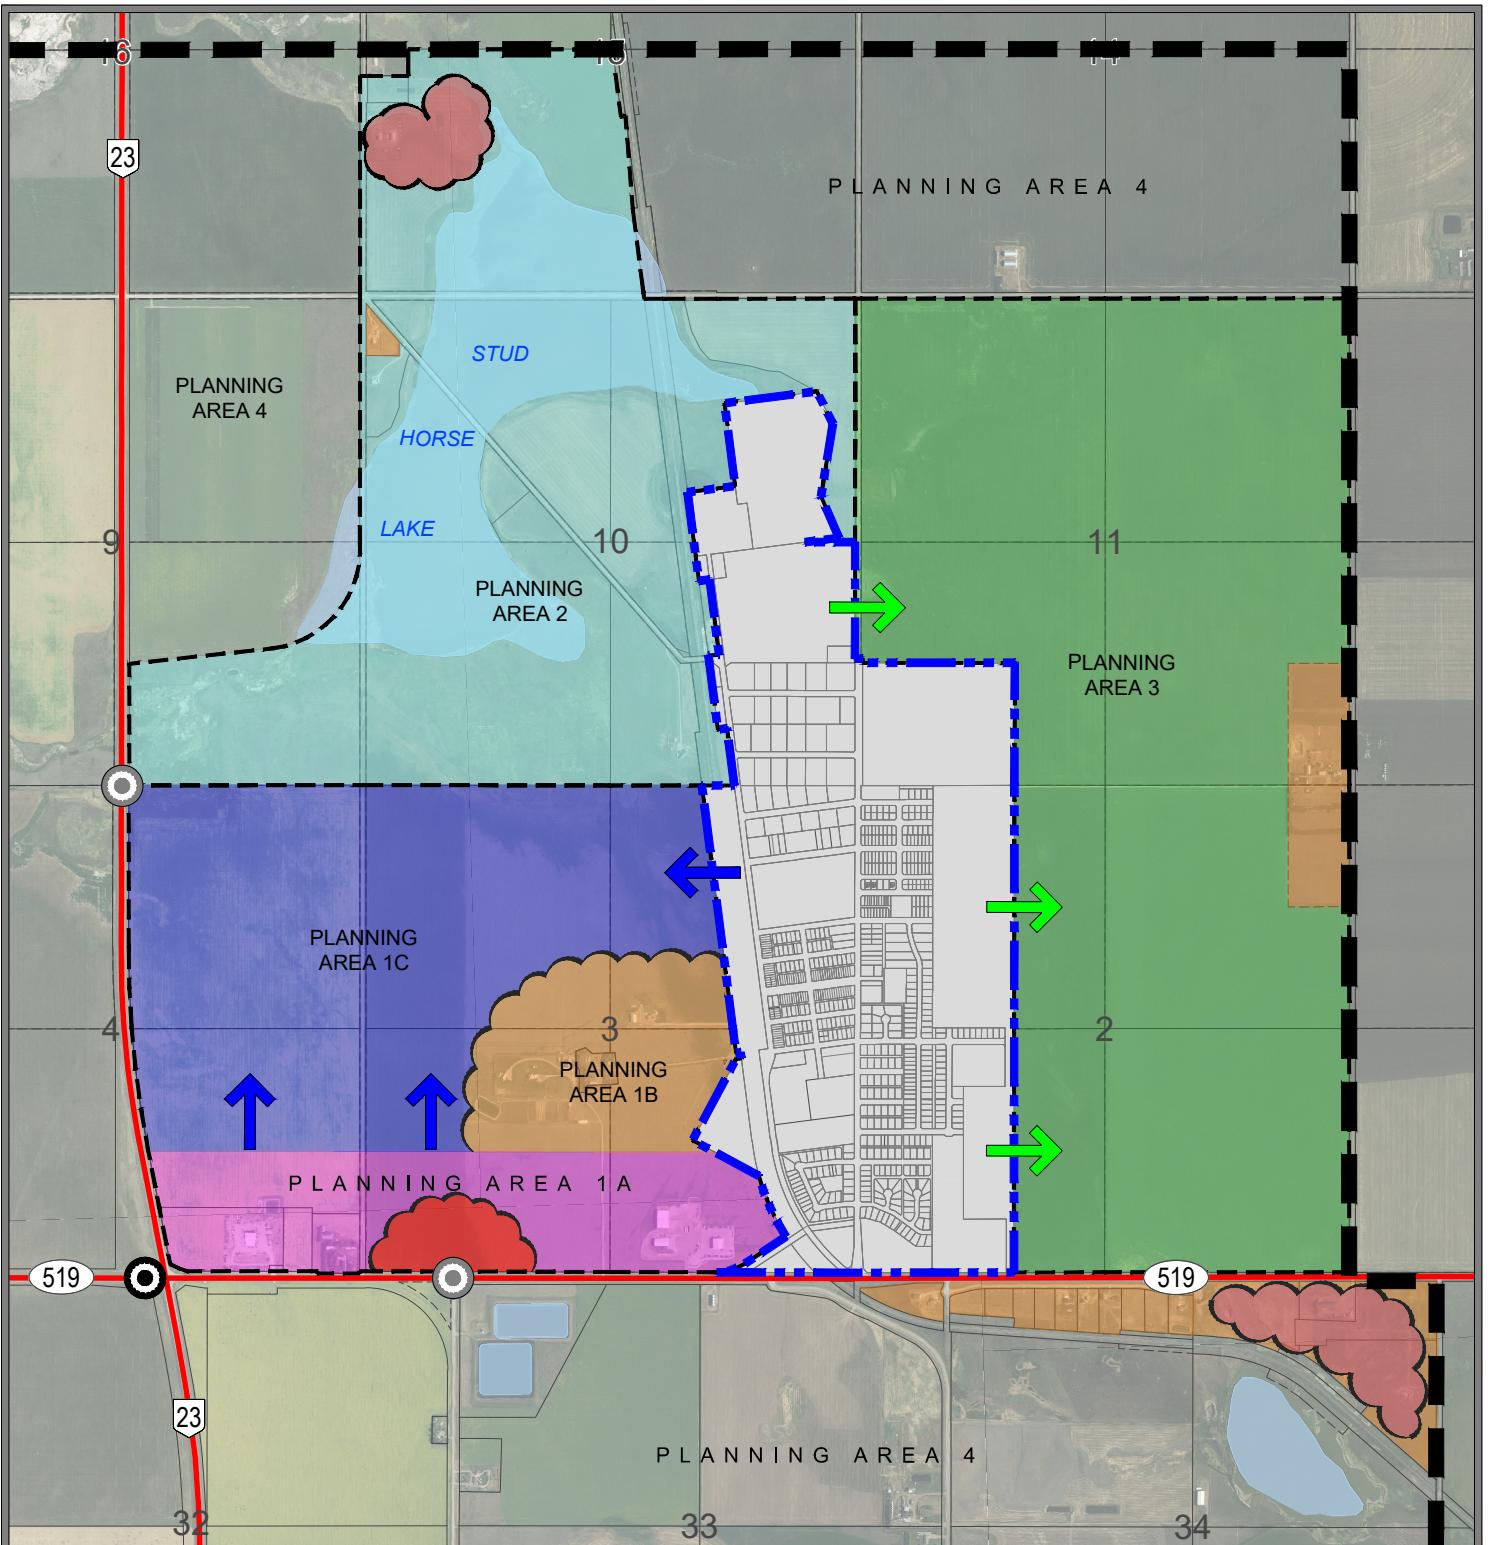 16
15
14
23
PLANNING AREA 4
STUD
PLANNING
AREA 4
HORSE
LAKE
9
10
11
PLANNING
AREA 2
PLANNING
AREA 3
PLANNING
AREA 1C
4
3
2
PLANNING
AREA 1B
PLANNING AREA 1A
519
519
23
PLANNING AREA 4
32
33
34